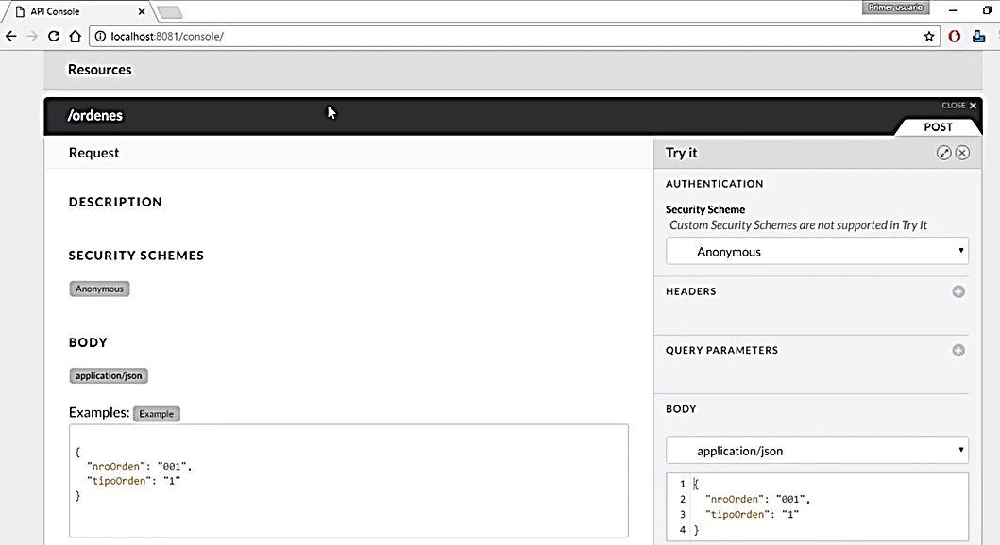 API Console
Primer usuario
localhost:8081/console/
Resources
/ordenes
CLOSE
POST
Request
DESCRIPTION
SECURITY SCHEMES
Anonymous
BODY
application/json
Examples: Example
{
"nroOrden": "001",
"tipoOrden": "1"
}
Try it
AUTHENTICATION
Security Scheme
Custom Security Schemes are not supported in Try It
Anonymous
HEADERS
QUERY PARAMETERS
BODY
application/json
1 {
2 "nroOrden": "001",
3 "tipoOrden": "1"
4 }